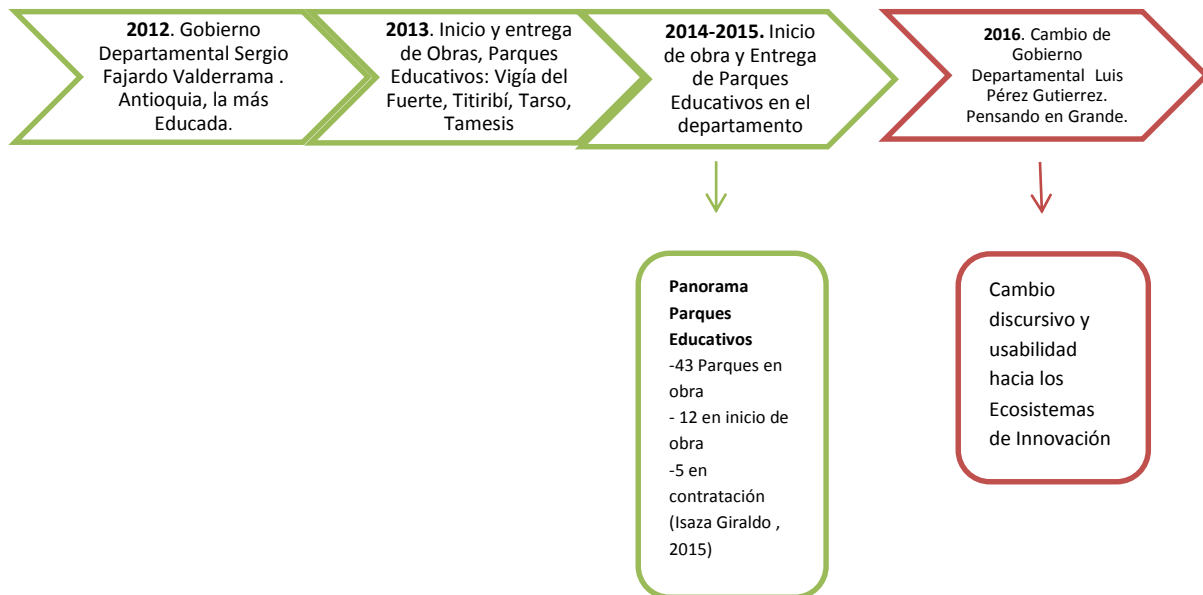 2012. Gobierno
Departamental Sergio
Fajardo Valderrama .
Antioquia, la más
Educada.
2013. Inicio y entrega
de Obras, Parques
Educativos: Vigía del
Fuerte, Titiribí, Tarso,
Tamesis
2014-2015. Inicio
de obra y Entrega
de Parques
Educativos en el
departamento
2016. Cambio de
Gobierno
Departamental Luis
Pérez Gutierrez.
Pensando en Grande.
Panorama
Parques
Educativos
-43 Parques en
obra
- 12 en inicio de
obra
-5 en
contratación
(Isaza Giraldo ,
2015)
Cambio
discursivo y
usabilidad
hacia los
Ecosistemas
de Innovación